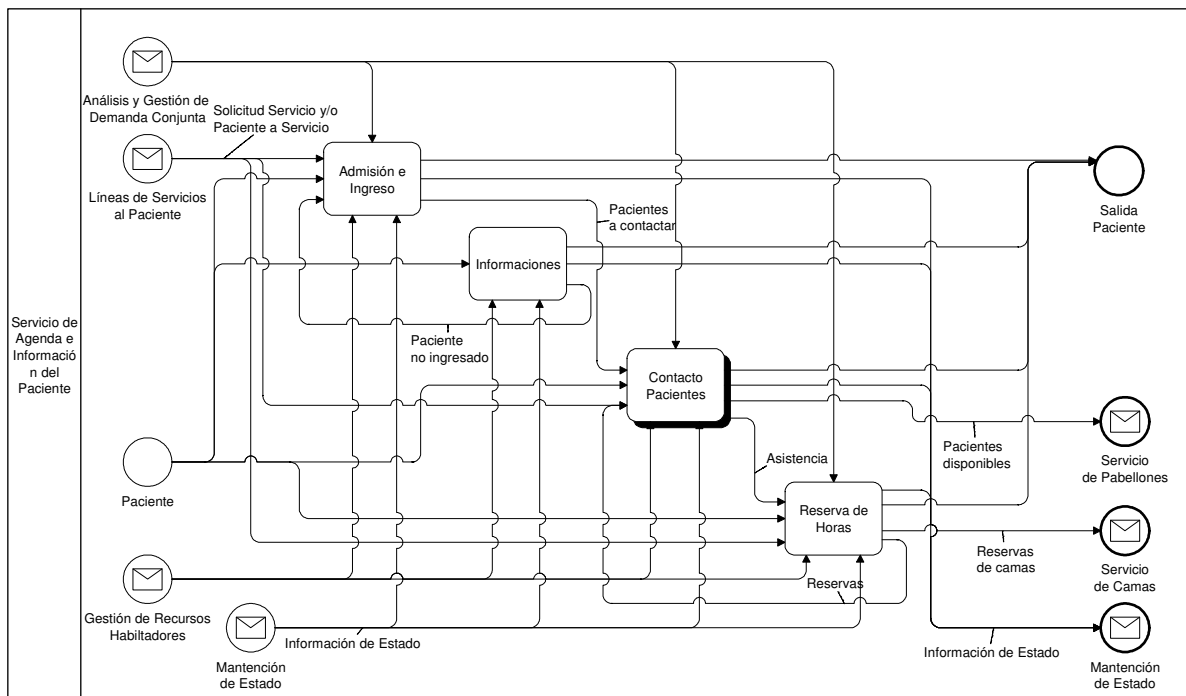 Servicio de
Agenda e
Informació
n del
Paciente
Análisis y Gestión de
Demanda Conjunta
Solicitud Servicio y/o
Paciente a Servicio
Líneas de Servicios
al Paciente
Admisión e
Ingreso
Pacientes
a contactar
Salida
Paciente
Informaciones
Paciente
no ingresado
Contacto
Pacientes
Paciente
Asistencia
Pacientes
disponibles
Servicio
de Pabellones
Reserva de
Horas
Reservas
de camas
Servicio
de Camas
Reservas
Gestión de Recursos
Habiltadores
Información de Estado
Mantención
de Estado
Información de Estado
Mantención
de Estado